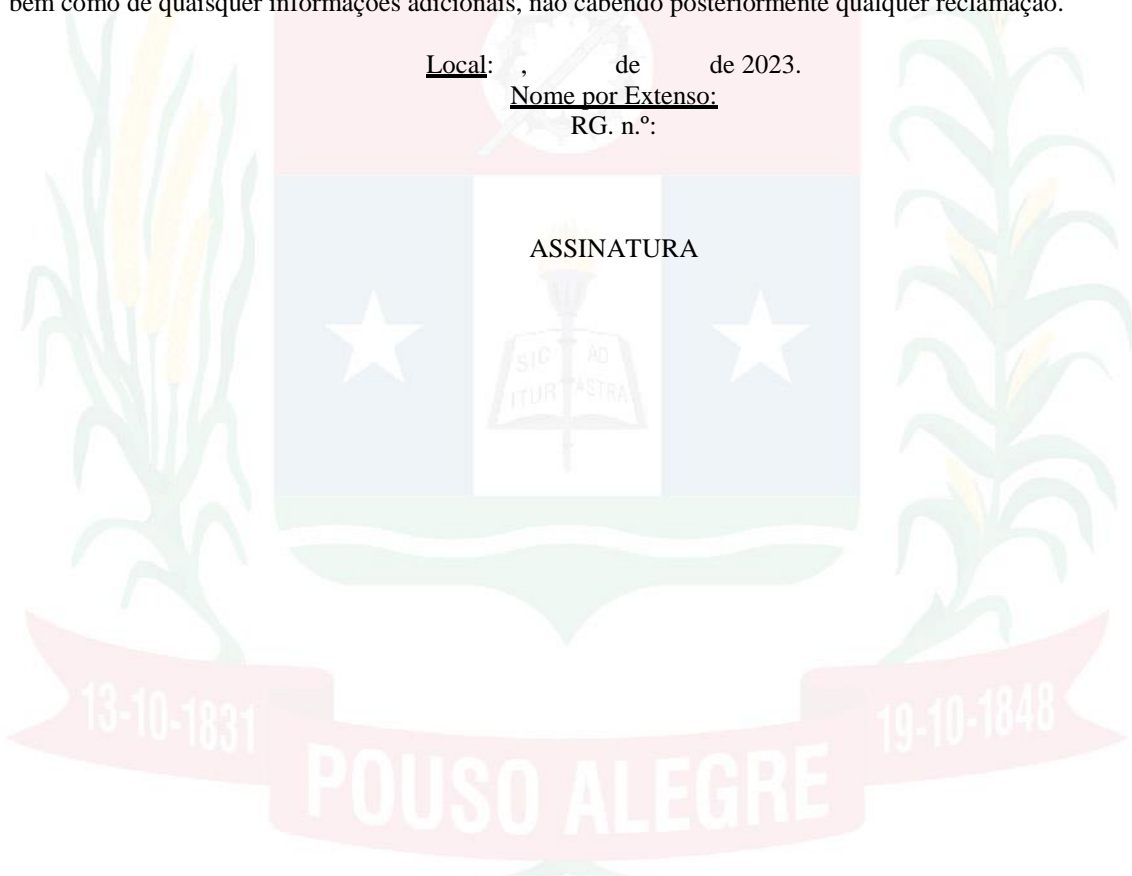 bem como de quaisquer informações adicionais, não cabendo posteriormente qualquer reclamação.
Local: , de de 2023.
Nome por Extenso:
RG. n.º:
ASSINATURA
SIC AD
ITUR ASTRA
13-10-1831
19-10-1848
POUSO ALEGRE